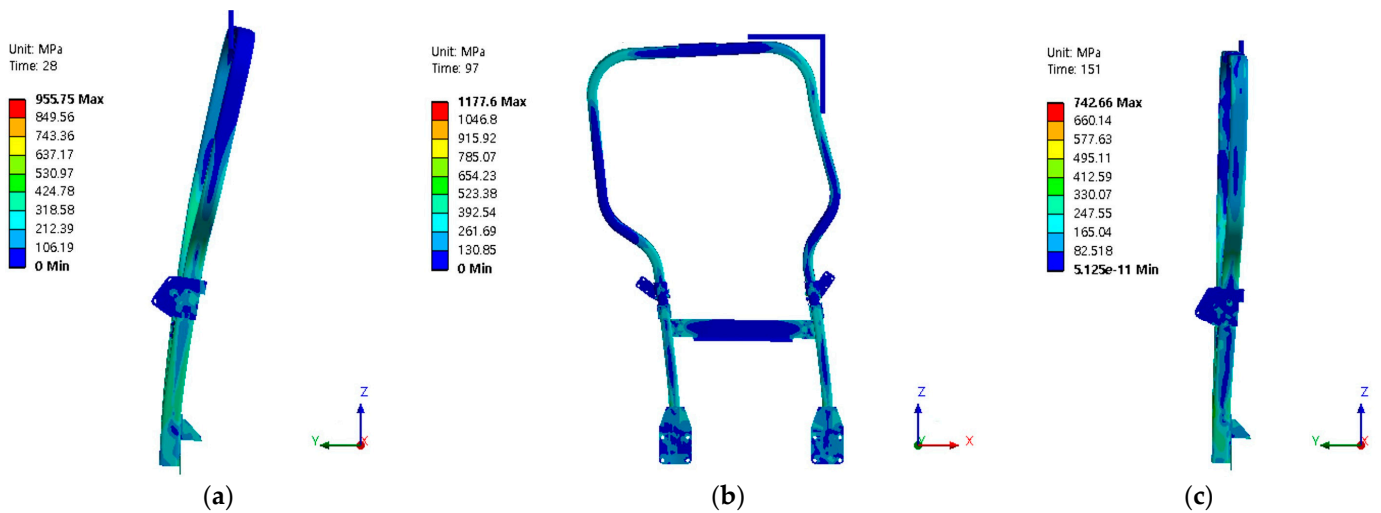 Unit: MPa
Time: 28
955.75 Max
849.56
743.36
637.17
530.97
424.78
318.58
212.39
106.19
0 Min
Z
Y
X
(a)
Unit: MPa
Time: 97
1177.6 Max
1046.8
915.92
785.07
654.23
523.38
392.54
261.69
130.85
0 Min
Z
Y
X
(b)
Unit: MPa
Time: 151
742.66 Max
660.14
577.63
495.11
412.59
330.07
247.55
165.04
82.518
5.125e-11 Min
Z
Y
X
(c)